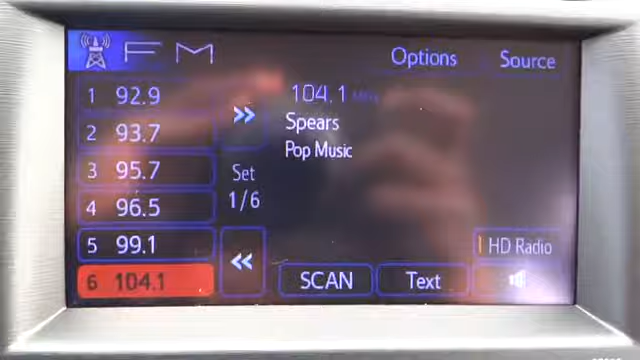 FM
Options
Source
1 92.9
2 93.7
3 95.7
4 96.5
5 99.1
6 104.1
Set
1/6
104.1 MHz
Spears
Pop Music
HD Radio
SCAN
Text